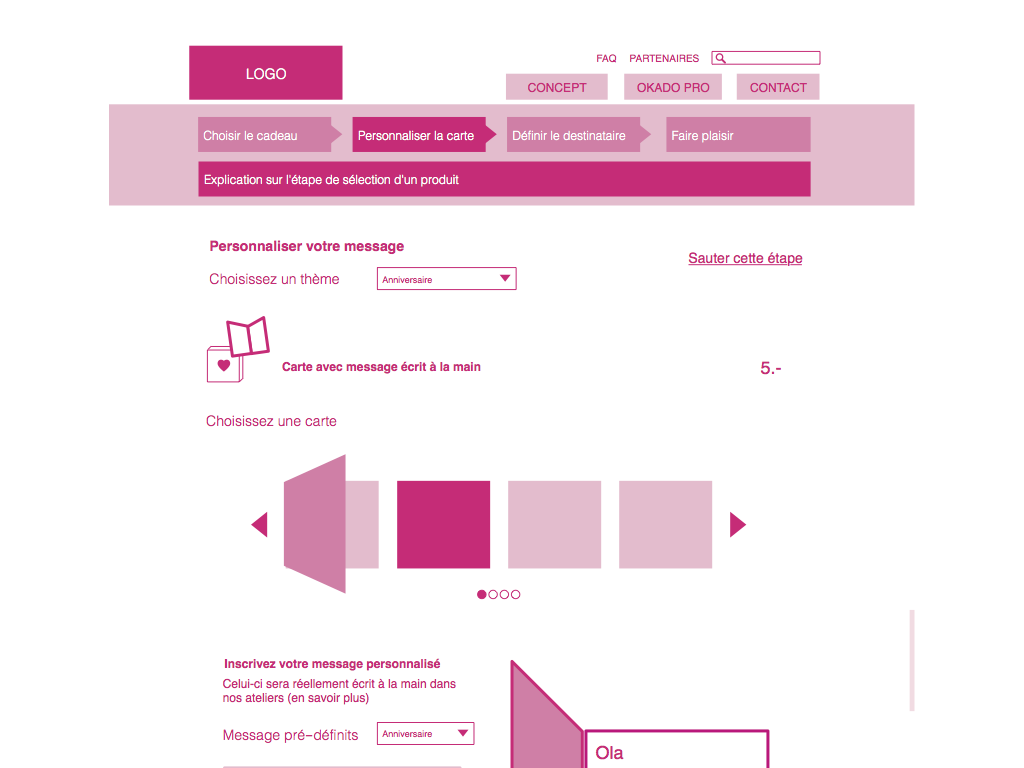 LOGO
FAQ PARTENAIRES
CONCEPT OKADO PRO CONTACT
Choisir le cadeau Personnaliser la carte Définir le destinataire Faire plaisir
Explication sur l'étape de sélection d'un produit
Personnaliser votre message
Sauter cette étape
Choisissez un thème Anniversaire
Carte avec message écrit à la main 5.-
Choisissez une carte
Inscrivez votre message personnalisé
Celui-ci sera réellement écrit à la main dans
nos ateliers (en savoir plus)
Message pré-définits Anniversaire
Ola